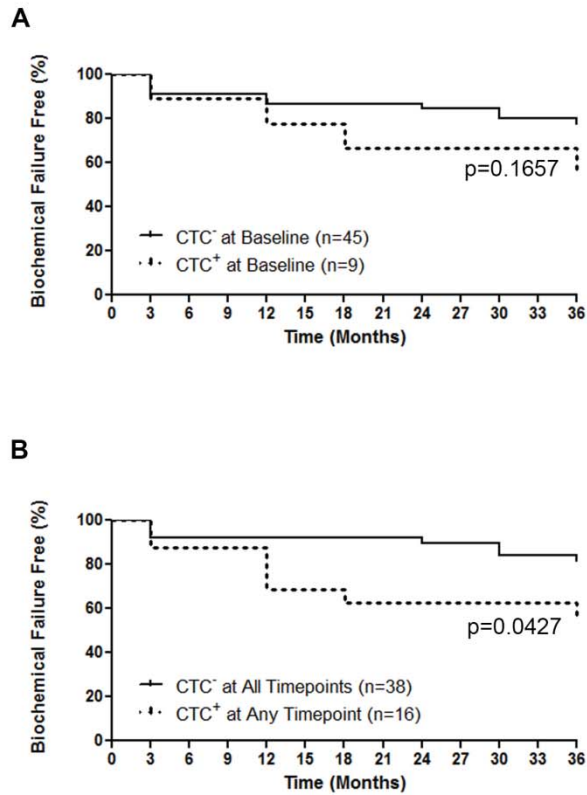 A
Biochemical Failure Free (%)
100
80
60
40
20
0
p=0.1657
CTC⁻ at Baseline (n=45)
CTC⁺ at Baseline (n=9)
0 3 6 9 12 15 18 21 24 27 30 33 36
Time (Months)
B
Biochemical Failure Free (%)
100
80
60
40
20
0
p=0.0427
CTC⁻ at All Timepoints (n=38)
CTC⁺ at Any Timepoint (n=16)
0 3 6 9 12 15 18 21 24 27 30 33 36
Time (Months)